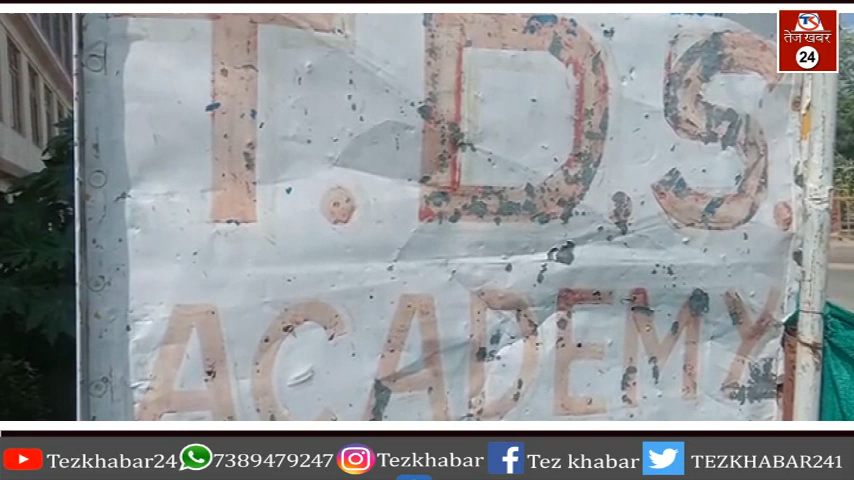 तेज खबर
24
T.D.S.
ACADEMY
Tezkhabar24 7389479247 Tezkhabar Tez khabar TEZKHABAR241